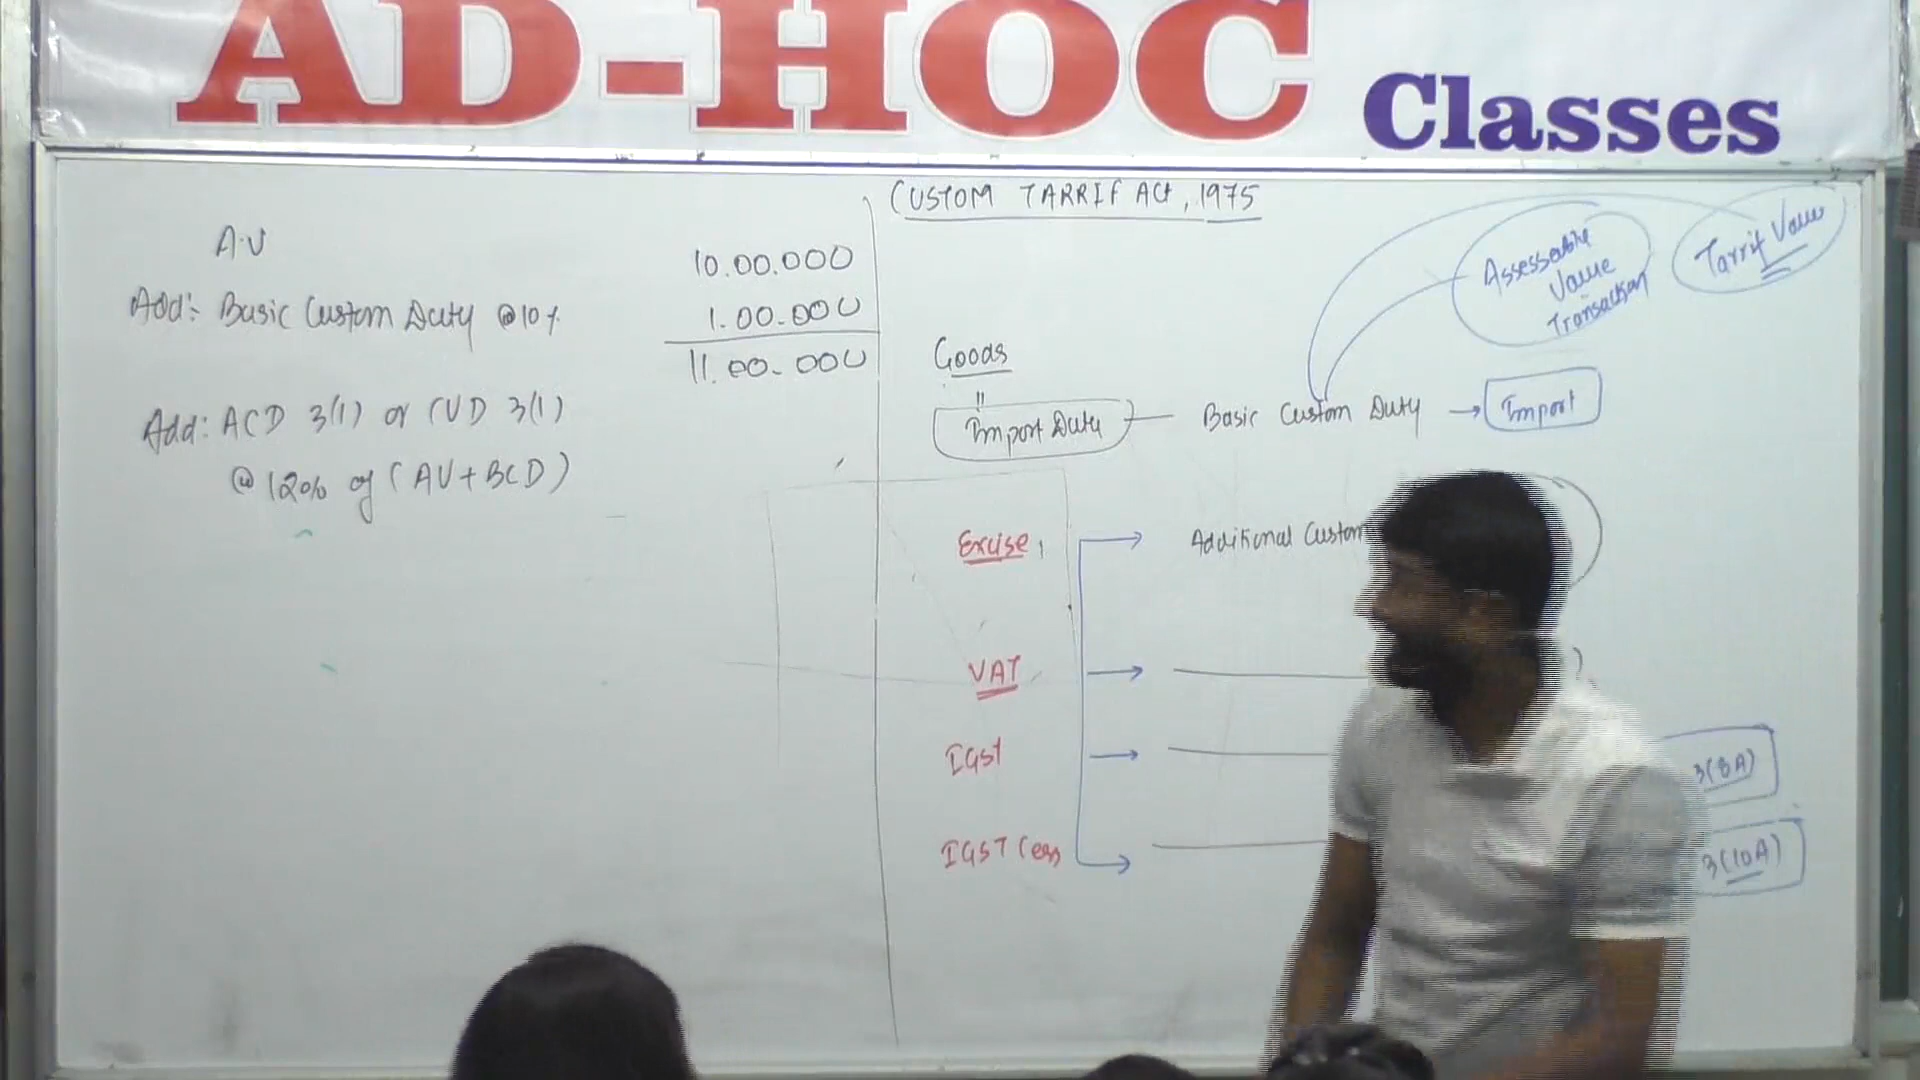 AD-HOC Classes
CUSTOM TARRIF ACT, 1975
A.V 10.00.000
Add:- Basic Custom Duty @10% 1.00.000
11.00.000
Add: ACD 3(1) or CVD 3(1)
@ 12% of (AV+BCD)
Assessable
Value
Transaction
Tarrif Value
Goods
Import Duty
Basic Custom Duty → Import
Excise
Additional Custom
VAT
IGST
3(8A)
IGST Cess
3(10A)